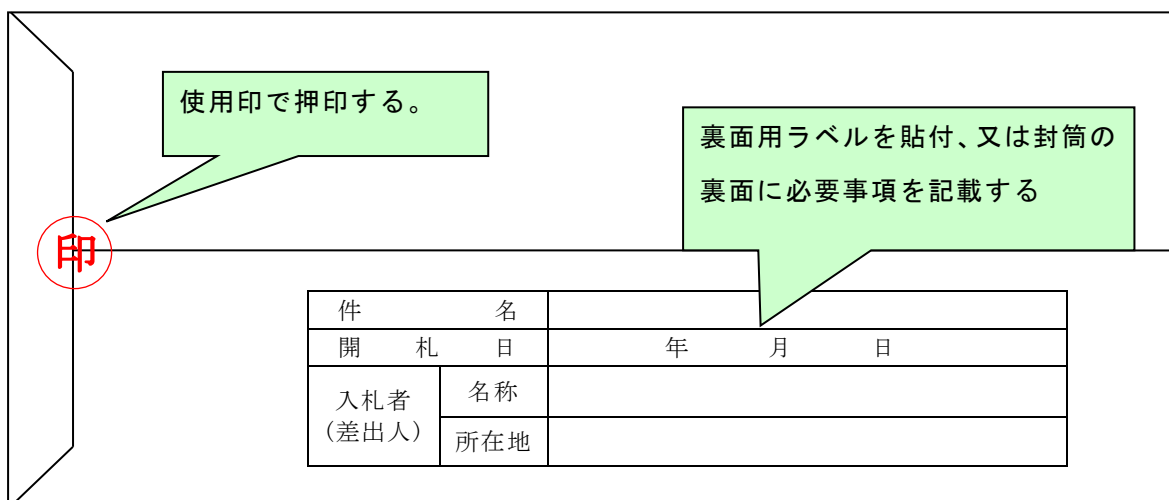 使用印で押印する。
裏面用ラベルを貼付、又は封筒の
裏面に必要事項を記載する
印
件名
開札日 年 月 日
入札者
(差出人)
名称
所在地